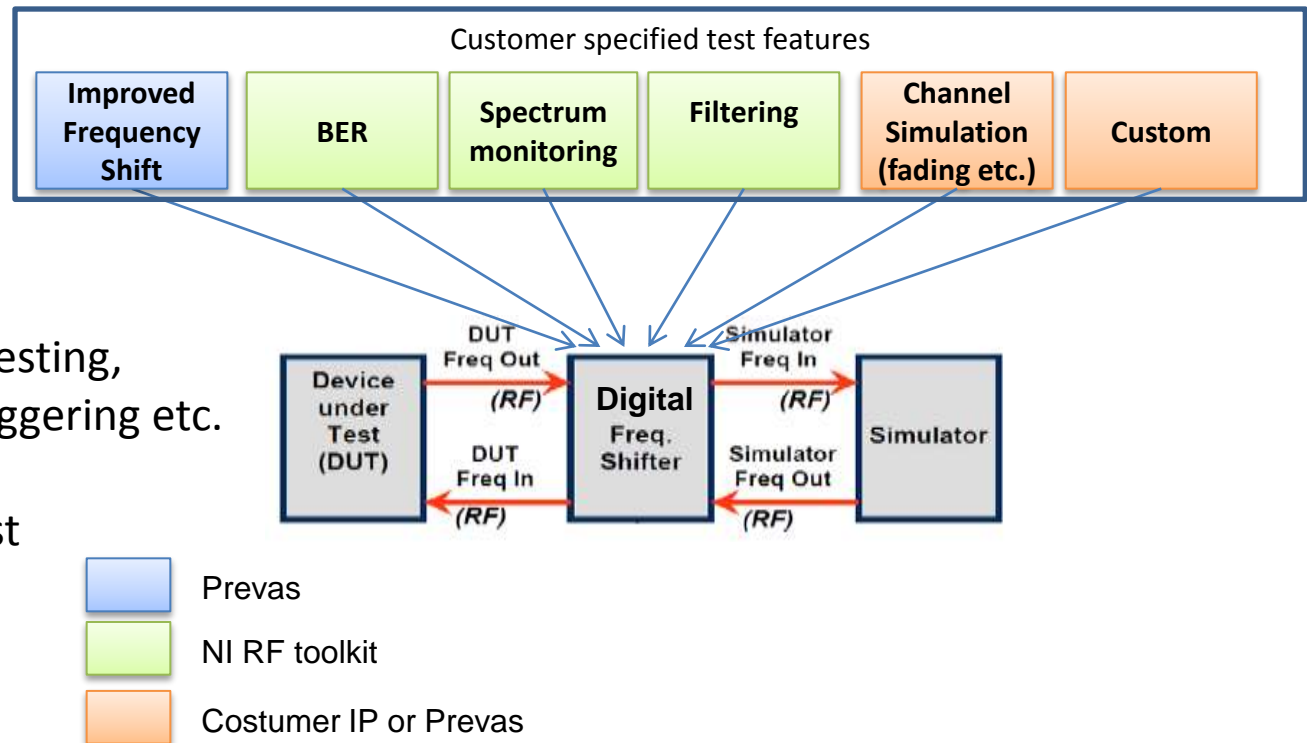 Customer specified test features
Improved
Frequency
Shift
BER
Spectrum
monitoring
Filtering
Channel
Simulation
(fading etc.)
Custom
esting,
ggering etc.
st
Device
under
Test
(DUT)
DUT
Freq Out
(RF)
DUT
Freq In
(RF)
Digital
Freq.
Shifter
Simulator
Freq In
(RF)
Simulator
Freq Out
(RF)
Simulator
Prevas
NI RF toolkit
Costumer IP or Prevas